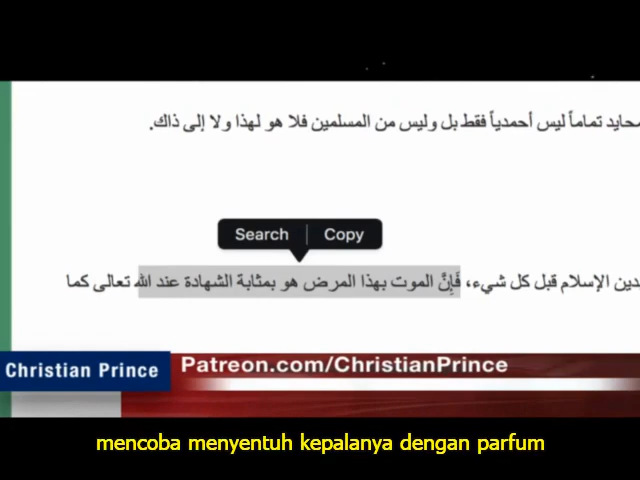 محايد تماماً ليس أحمدياً فقط بل وليس من المسلمين فلا هو لهذا ولا إلى ذاك.
Search Copy
دين الإسلام قبل كل شيء، فَإِنَّ الموت بهذا المرض هو بمثابة الشهادة عند الله تعالى كما
Christian Prince
Patreon.com/ChristianPrince
mencoba menyentuh kepalanya dengan parfum